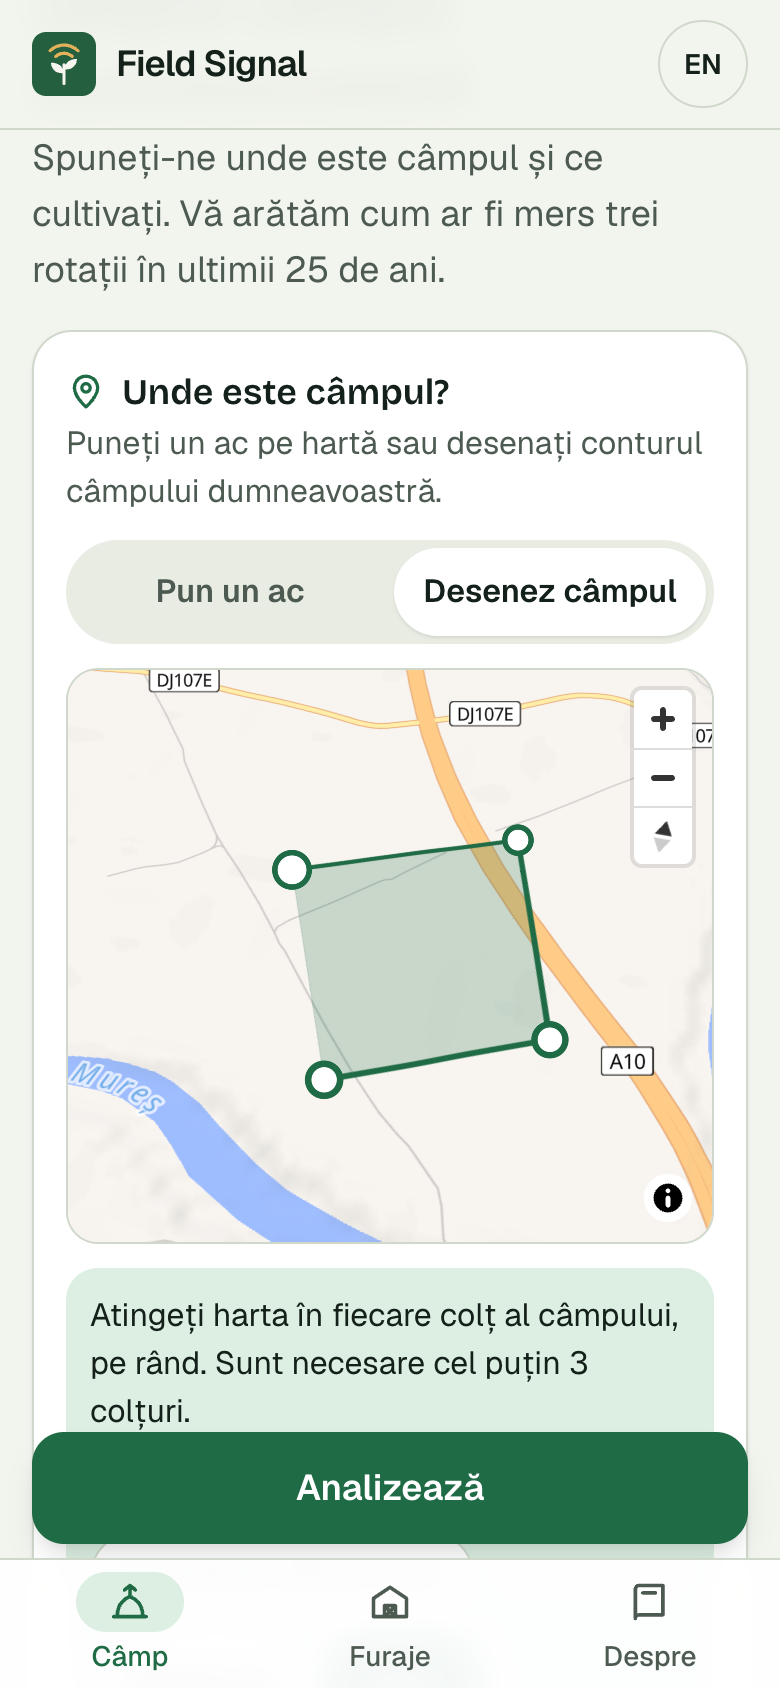 Field Signal
EN
Spuneți-ne unde este câmpul și ce
cultivați. Vă arătăm cum ar fi mers trei
rotații în ultimii 25 de ani.
Unde este câmpul?
Puneți un ac pe hartă sau desenați conturul
câmpului dumneavoastră.
Pun un ac
Desenez câmpul
DJ107E
DJ107E
07
A10
Mureș
Atingeți harta în fiecare colț al câmpului,
pe rând. Sunt necesare cel puțin 3
colțuri.
Analizează
Câmp
Furaje
Despre